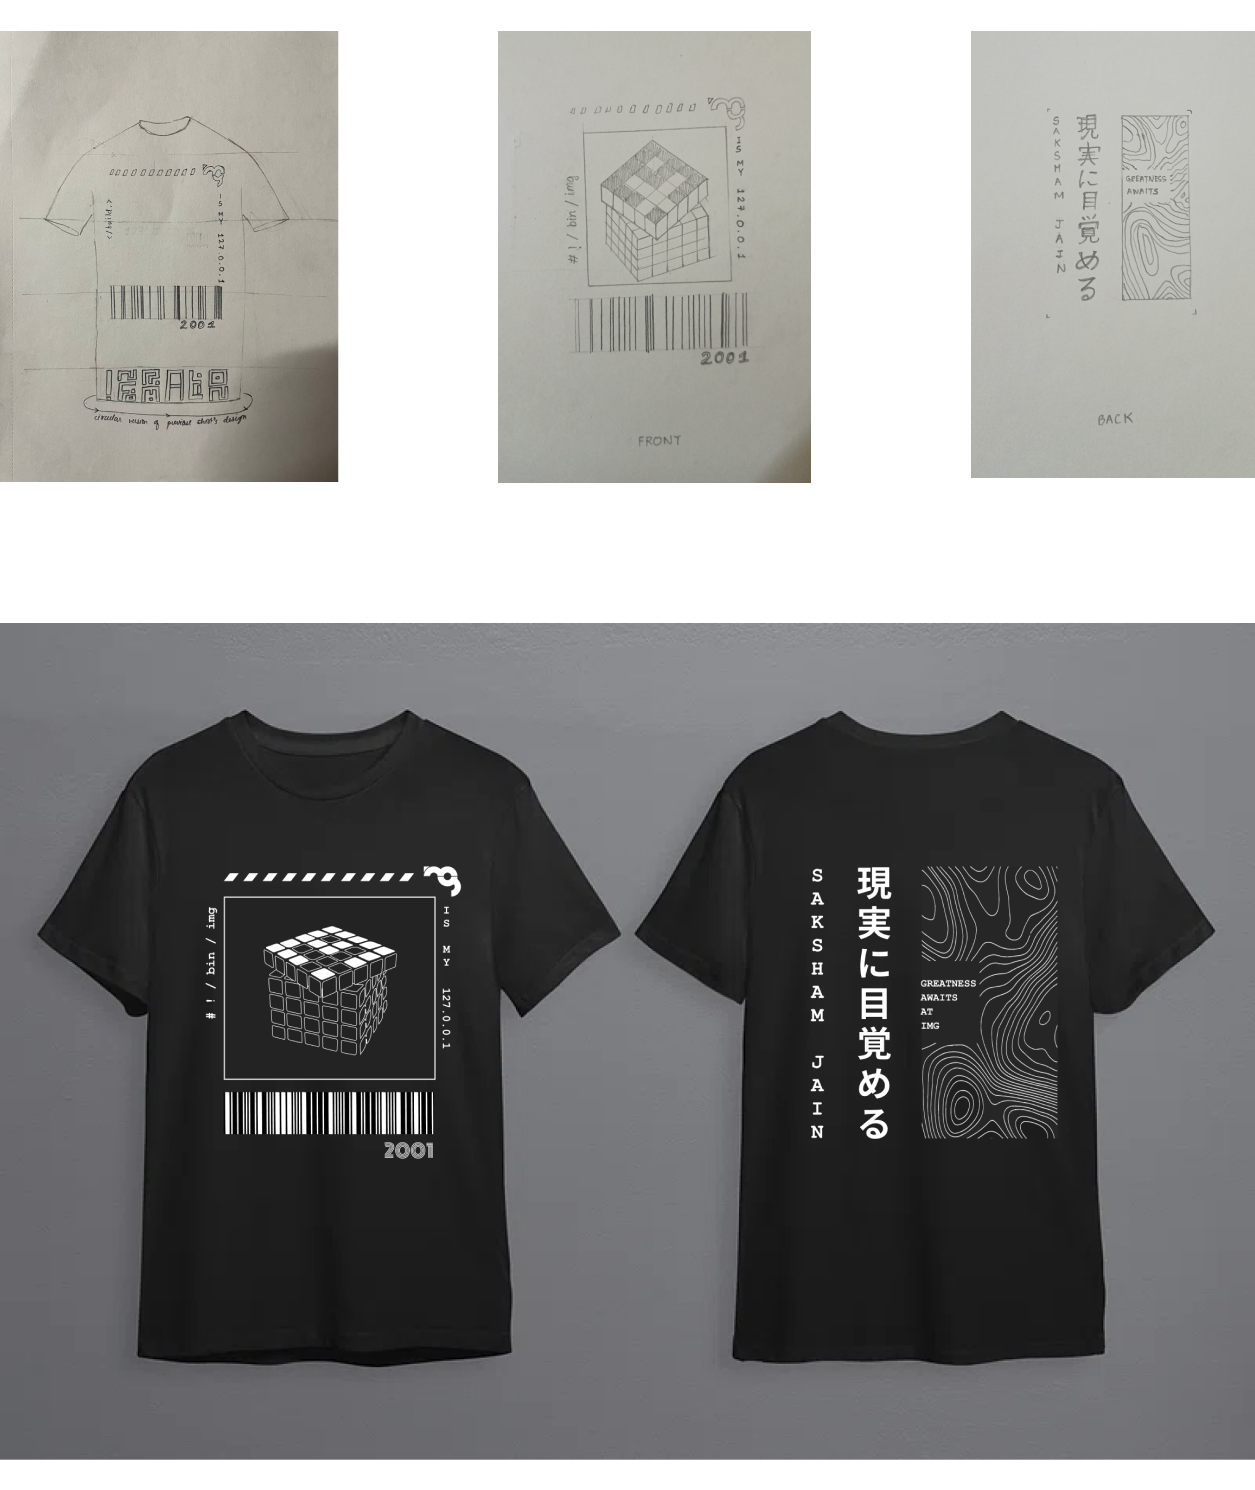 IS MY 127.0.0.1
2001
circular version of previous shirt's design
IS MY 127.0.0.1
# ! / bin / img
2001
FRONT
SAKSHAM JAIN
現実に目覚める
GREATNESS
AWAITS
BACK
# ! / bin / img
IS MY 127.0.0.1
2001
SAKSHAM JAIN
現実に目覚める
GREATNESS
AWAITS
AT
IMG